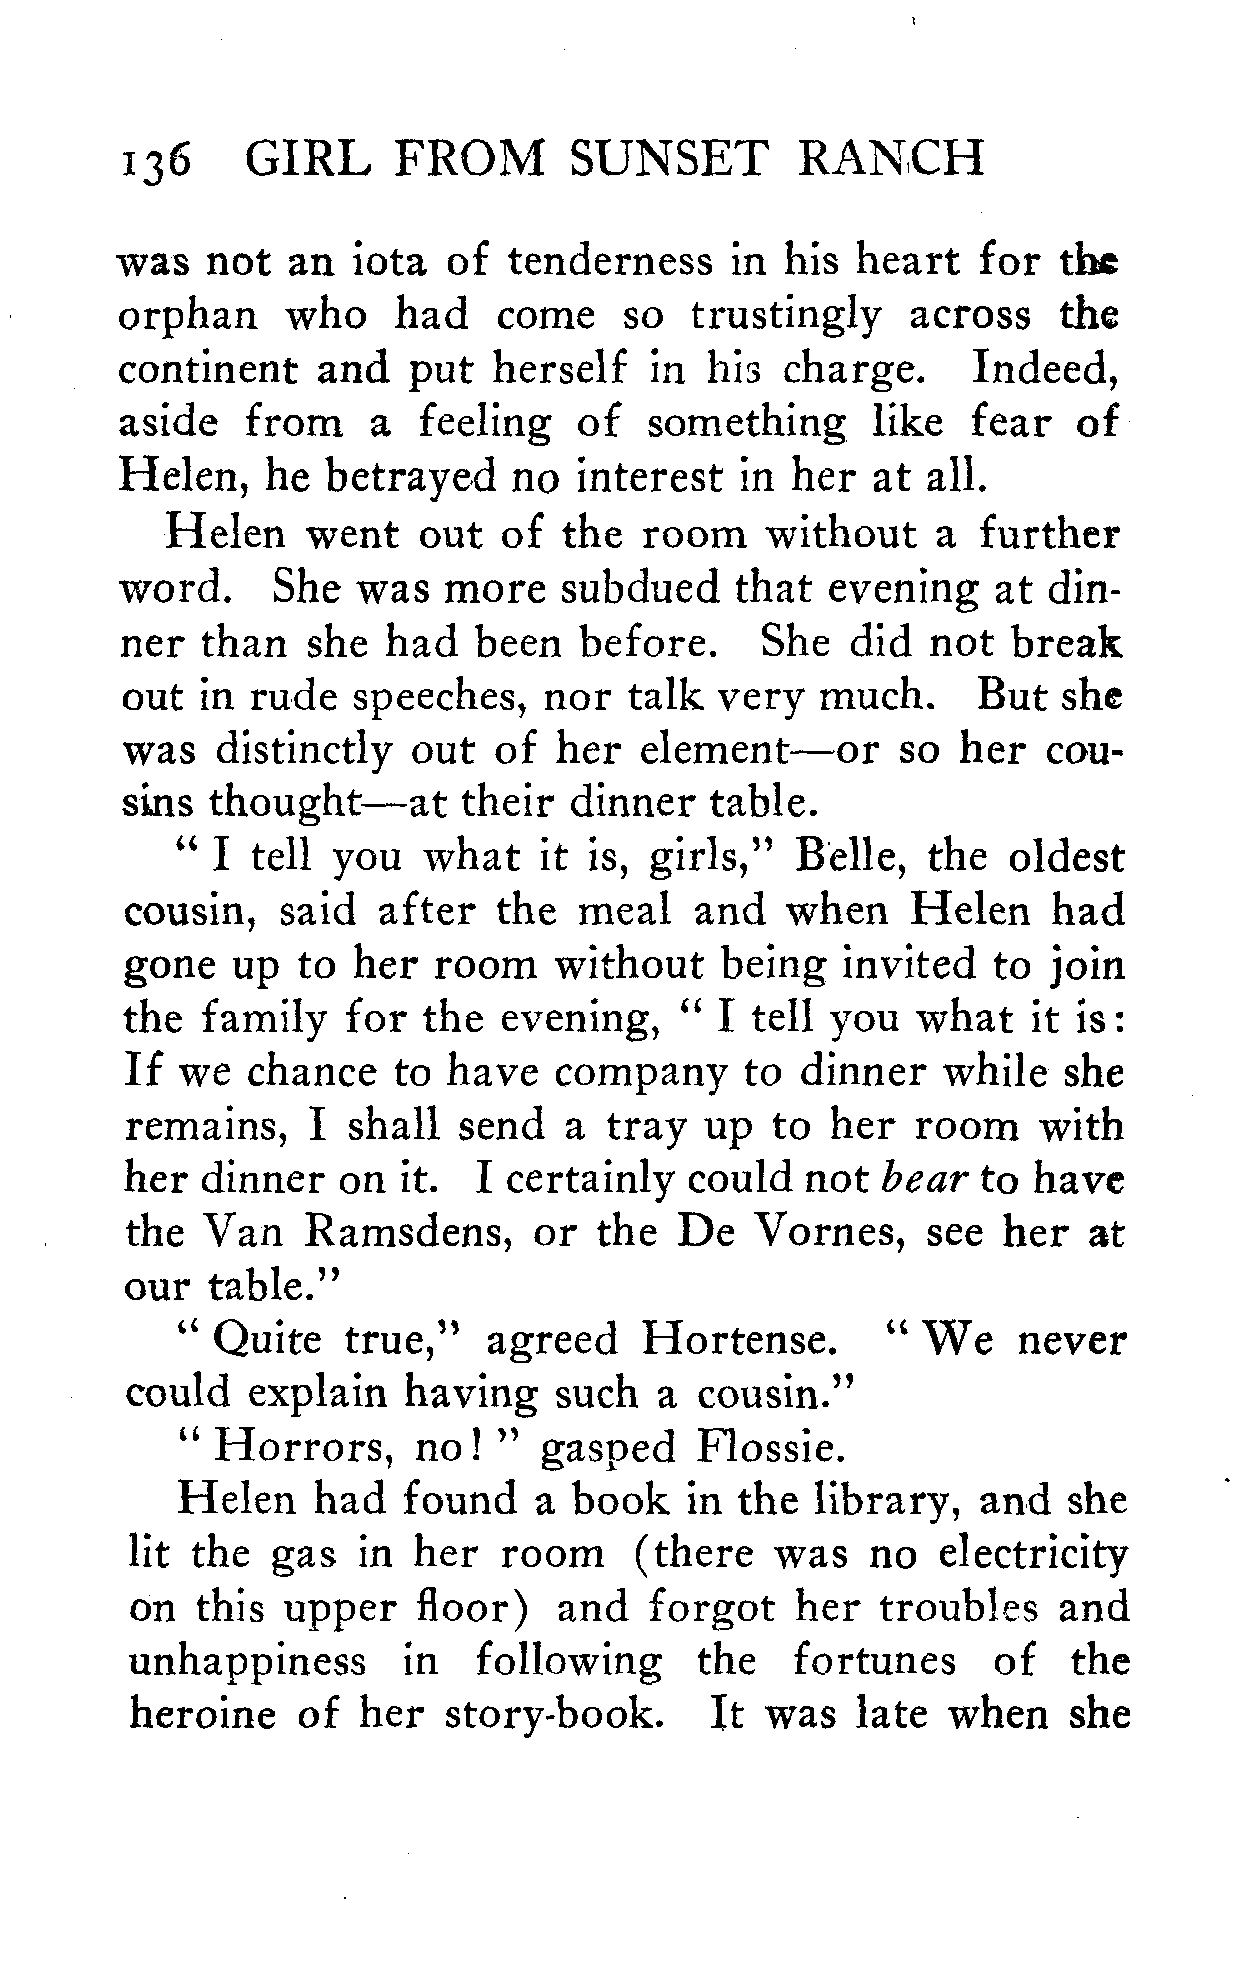 136 GIRL FROM SUNSET RANCH
was not an iota of tenderness in his heart for the
orphan who had come so trustingly across the
continent and put herself in his charge. Indeed,
aside from a feeling of something like fear of
Helen, he betrayed no interest in her at all.
Helen went out of the room without a further
word. She was more subdued that evening at din-
ner than she had been before. She did not break
out in rude speeches, nor talk very much. But she
was distinctly out of her element—or so her cou-
sins thought—at their dinner table.
" I tell you what it is, girls," Belle, the oldest
cousin, said after the meal and when Helen had
gone up to her room without being invited to join
the family for the evening, " I tell you what it is:
If we chance to have company to dinner while she
remains, I shall send a tray up to her room with
her dinner on it. I certainly could not bear to have
the Van Ramsdens, or the De Vornes, see her at
our table."
" Quite true," agreed Hortense. " We never
could explain having such a cousin."
" Horrors, no! " gasped Flossie.
Helen had found a book in the library, and she
lit the gas in her room (there was no electricity
on this upper floor) and forgot her troubles and
unhappiness in following the fortunes of the
heroine of her story-book. It was late when she